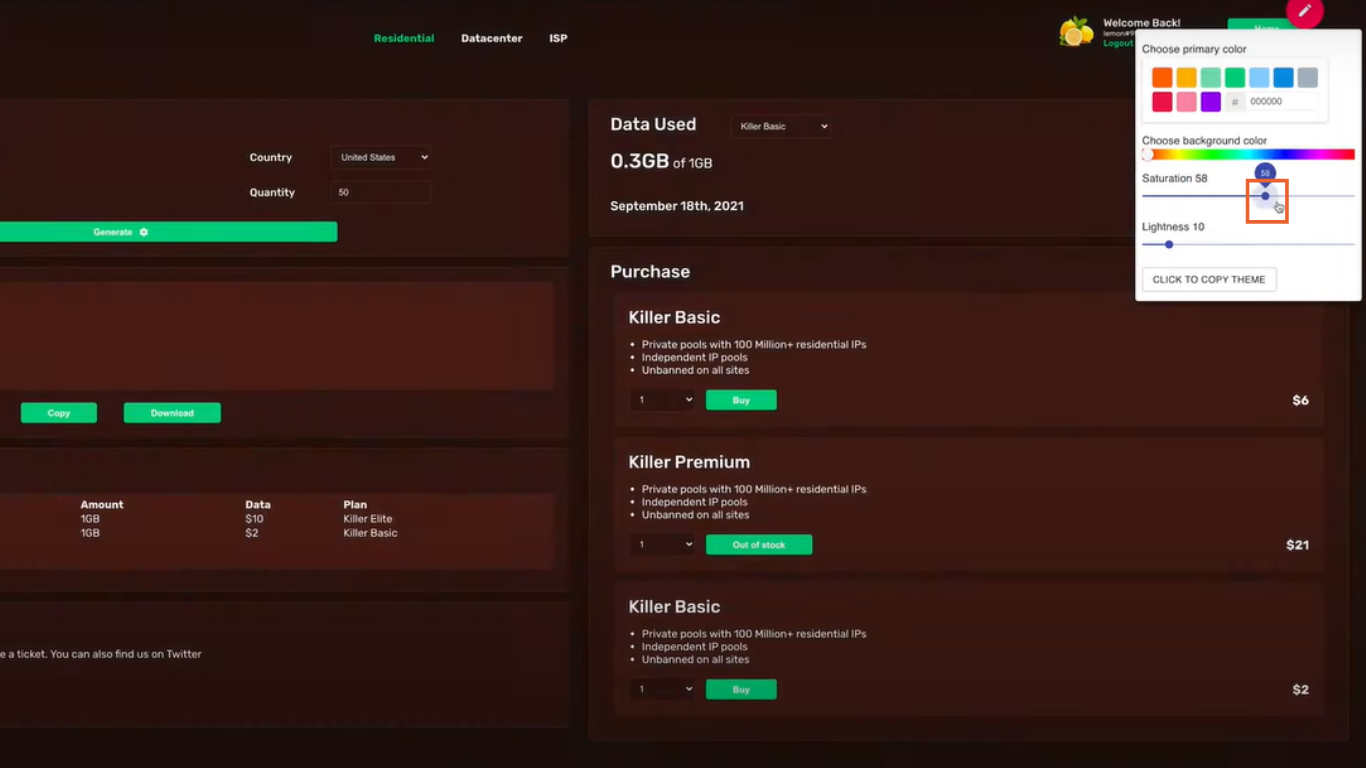 Residential Datacenter ISP
Welcome Back!
Logout
Choose primary color
# 000000
Choose background color
58
Saturation 58
Lightness 10
CLICK TO COPY THEME
Country United States
Quantity 50
Generate
Copy Download
Amount Data Plan
1GB $10 Killer Elite
1GB $2 Killer Basic
e a ticket. You can also find us on Twitter
Data Used Killer Basic
0.3GB of 1GB
September 18th, 2021
Purchase
Killer Basic
• Private pools with 100 Million+ residential IPs
• Independent IP pools
• Unbanned on all sites
1 Buy $6
Killer Premium
• Private pools with 100 Million+ residential IPs
• Independent IP pools
• Unbanned on all sites
1 Out of stock $21
Killer Basic
• Private pools with 100 Million+ residential IPs
• Independent IP pools
• Unbanned on all sites
1 Buy $2